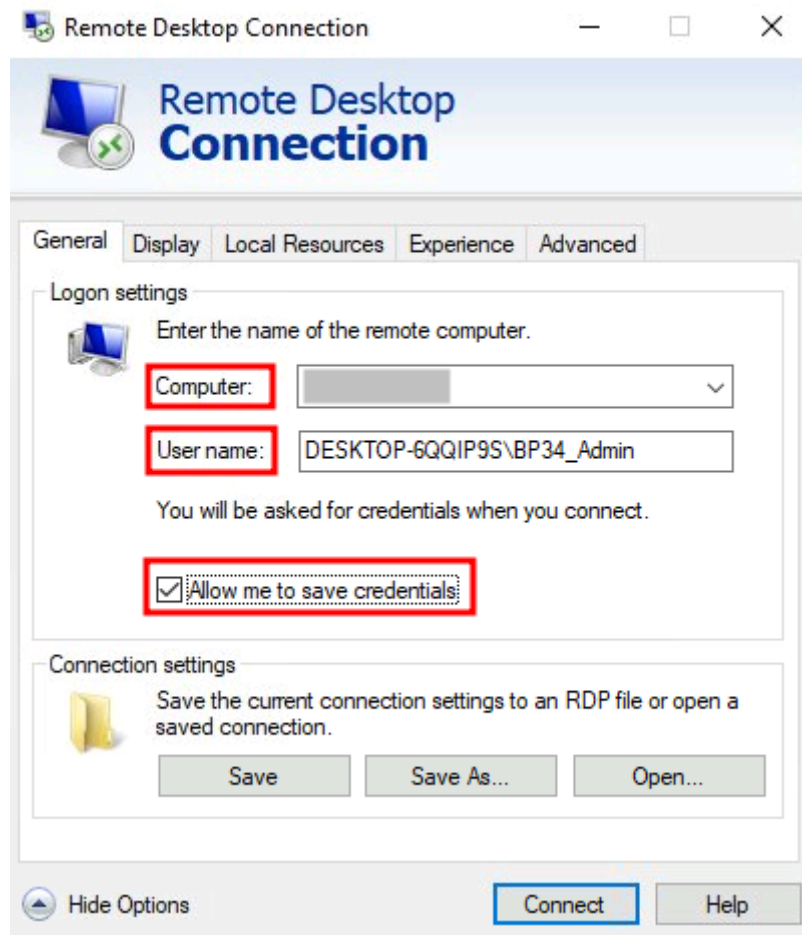 Remote Desktop Connection
Remote Desktop
Connection
General Display Local Resources Experience Advanced
Logon settings
Enter the name of the remote computer.
Computer:
User name: DESKTOP-6QQIP9S\BP34_Admin
You will be asked for credentials when you connect.
Allow me to save credentials
Connection settings
Save the current connection settings to an RDP file or open a
saved connection.
Save Save As... Open...
Hide Options Connect Help